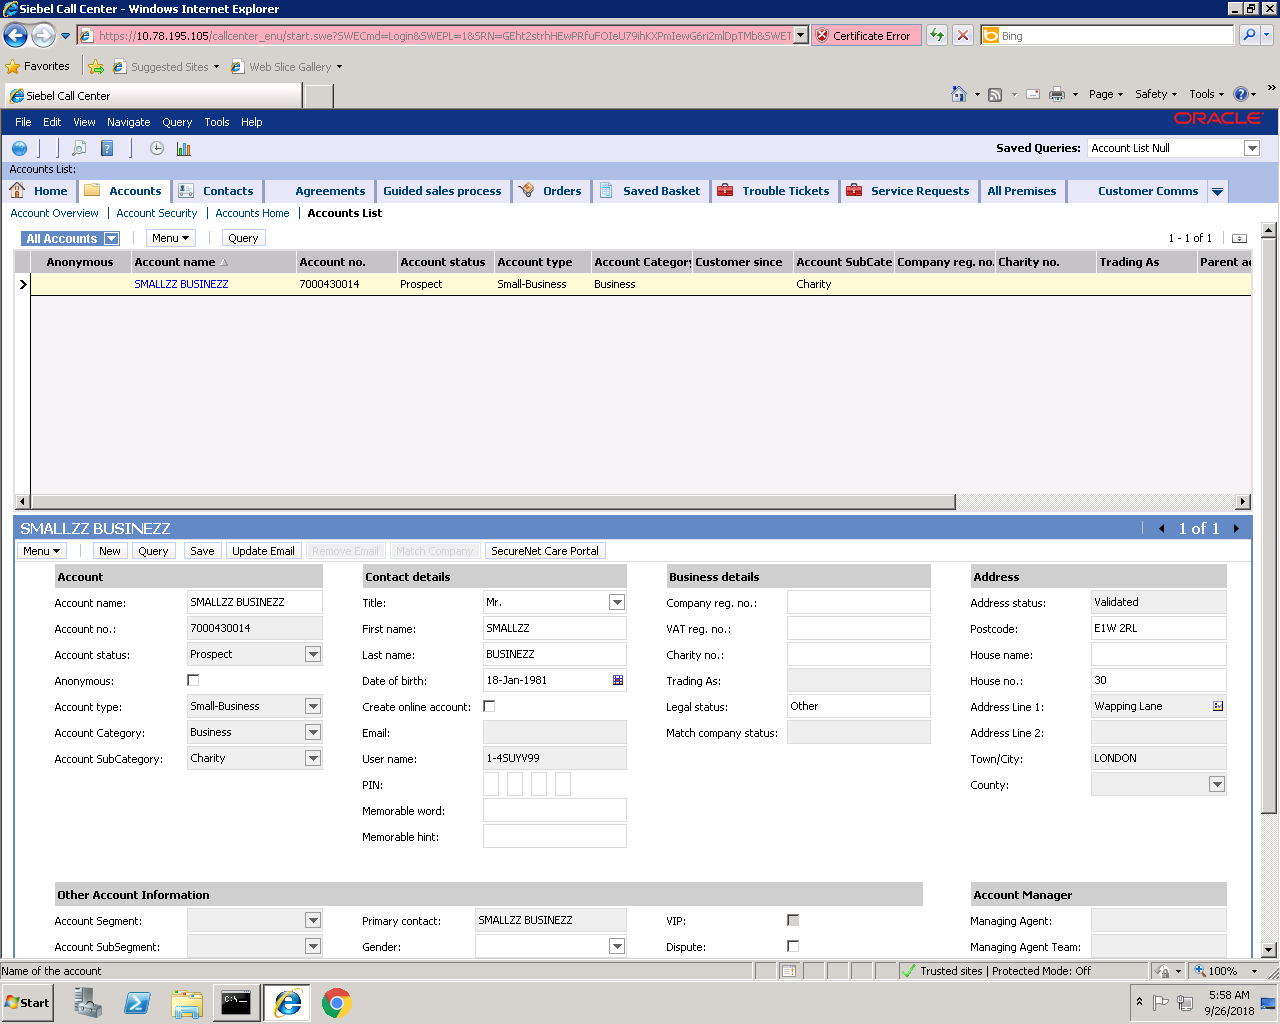 Siebel Call Center - Windows Internet Explorer
https://10.78.195.105/callcenter_enu/start.swe?SWECmd=Login&SWEPL=1&SRN=GEht2strhHEwPRfuFOIeU79ihKXPmIewG6ri2mlDpTMb&SWET
Certificate Error
Bing
Favorites
Suggested Sites
Web Slice Gallery
Siebel Call Center
Page
Safety
Tools
File Edit View Navigate Query Tools Help
ORACLE
Saved Queries: Account List Null
Accounts List:
Home Accounts Contacts Agreements Guided sales process Orders Saved Basket Trouble Tickets Service Requests All Premises Customer Comms
Account Overview | Account Security | Accounts Home | Accounts List
All Accounts Menu Query 1 - 1 of 1
Anonymous Account name Account no. Account status Account type Account Category Customer since Account SubCate Company reg. no. Charity no. Trading As Parent ac
SMALLZZ BUSINEZZ 7000430014 Prospect Small-Business Business Charity
SMALLZZ BUSINEZZ 1 of 1
Menu New Query Save Update Email Remove Email Match Company SecureNet Care Portal
Account Contact details Business details Address
Account name: SMALLZZ BUSINEZZ Title: Mr. Company reg. no.: Address status: Validated
Account no.: 7000430014 First name: SMALLZZ VAT reg. no.: Postcode: E1W 2RL
Account status: Prospect Last name: BUSINEZZ Charity no.: House name:
Anonymous: Date of birth: 18-Jan-1981 Trading As: House no.: 30
Account type: Small-Business Create online account: Legal status: Other Address Line 1: Wapping Lane
Account Category: Business Email: Match company status: Address Line 2:
Account SubCategory: Charity User name: 1-4SUYV99 Town/City: LONDON
PIN: County:
Memorable word:
Memorable hint:
Other Account Information Account Manager
Account Segment: Primary contact: SMALLZZ BUSINEZZ VIP: Managing Agent:
Account SubSegment: Gender: Dispute: Managing Agent Team:
Name of the account Trusted sites | Protected Mode: Off 100%
Start 5:58 AM
9/26/2018